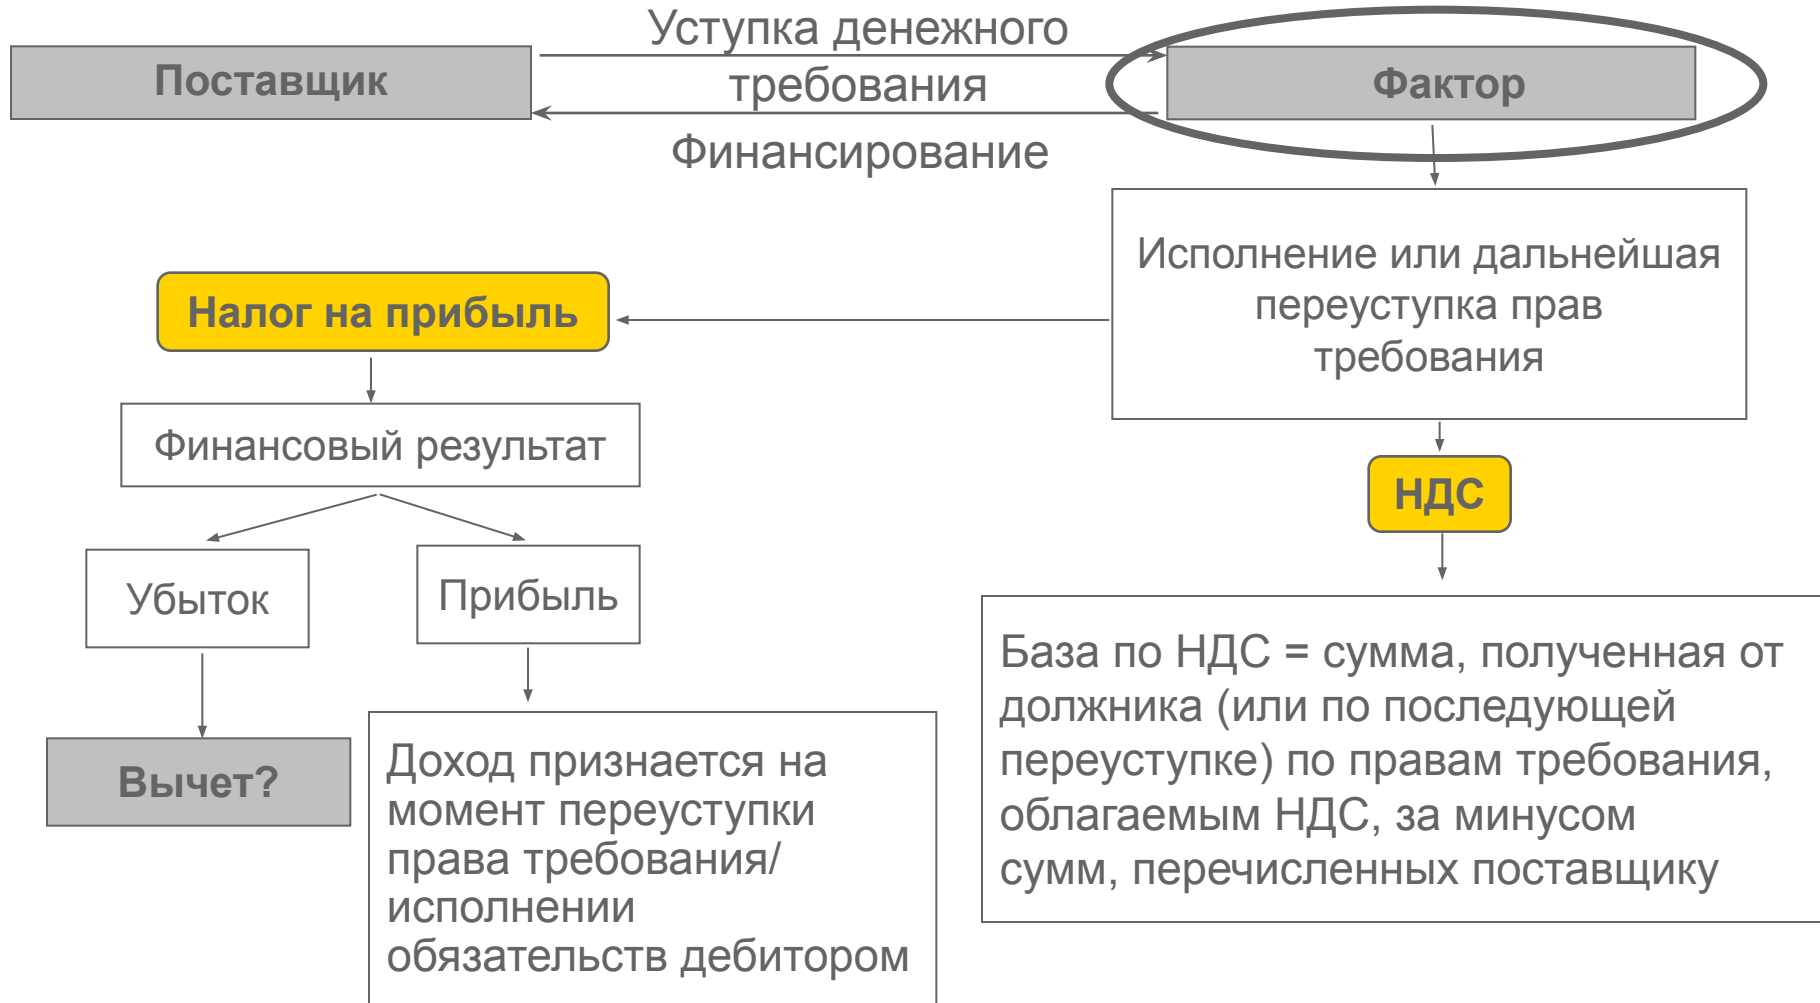 Уступка денежного
требования
Поставщик
Фактор
Финансирование
Исполнение или дальнейшая
переуступка прав
требования
Налог на прибыль
Финансовый результат
НДС
Убыток
Прибыль
База по НДС = сумма, полученная от
должника (или по последующей
переуступке) по правам требования,
облагаемым НДС, за минусом
сумм, перечисленных поставщику
Вычет?
Доход признается на
момент переуступки
права требования/
исполнении
обязательств дебитором